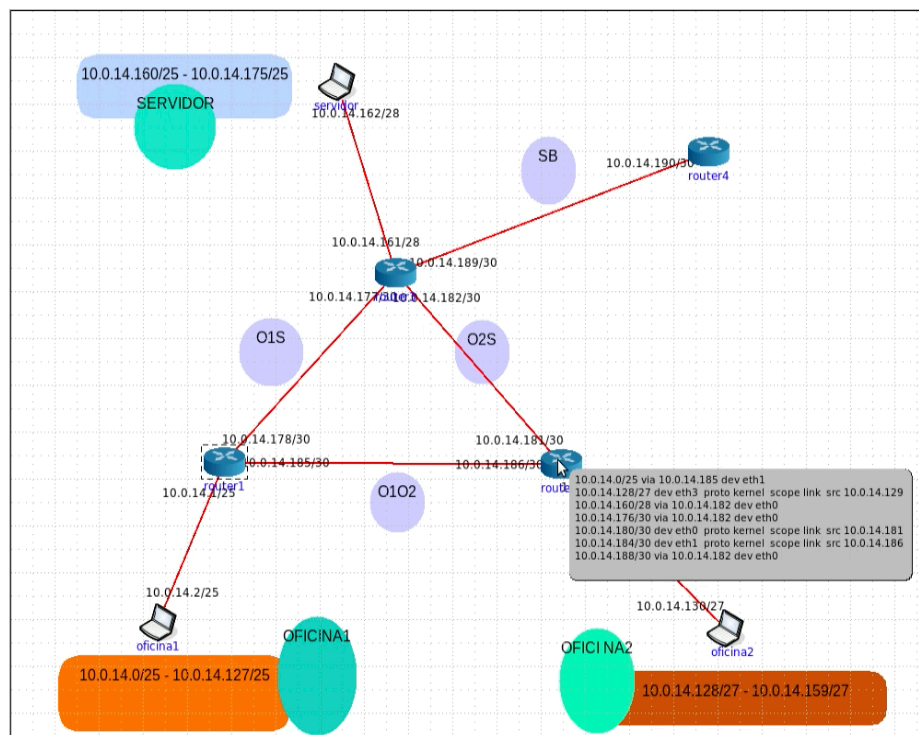 10.0.14.160/25 - 10.0.14.175/25
SERVIDOR
servidor
10.0.14.162/28
SB
10.0.14.190/30
router4
10.0.14.161/28
10.0.14.189/30
10.0.14.177/30
10.0.14.182/30
O1S
O2S
10.0.14.178/30
10.0.14.181/30
10.0.14.185/30
10.0.14.186/30
router1
10.0.14.1/25
O1O2
10.0.14.0/25 via 10.0.14.185 dev eth1
10.0.14.128/27 dev eth3 proto kernel scope link src 10.0.14.129
10.0.14.160/28 via 10.0.14.182 dev eth0
10.0.14.176/30 via 10.0.14.182 dev eth0
10.0.14.180/30 dev eth0 proto kernel scope link src 10.0.14.181
10.0.14.184/30 dev eth1 proto kernel scope link src 10.0.14.186
10.0.14.188/30 via 10.0.14.182 dev eth0
10.0.14.2/25
oficina1
10.0.14.130/27
oficina2
OFICINA1
OFICINA2
10.0.14.0/25 - 10.0.14.127/25
10.0.14.128/27 - 10.0.14.159/27